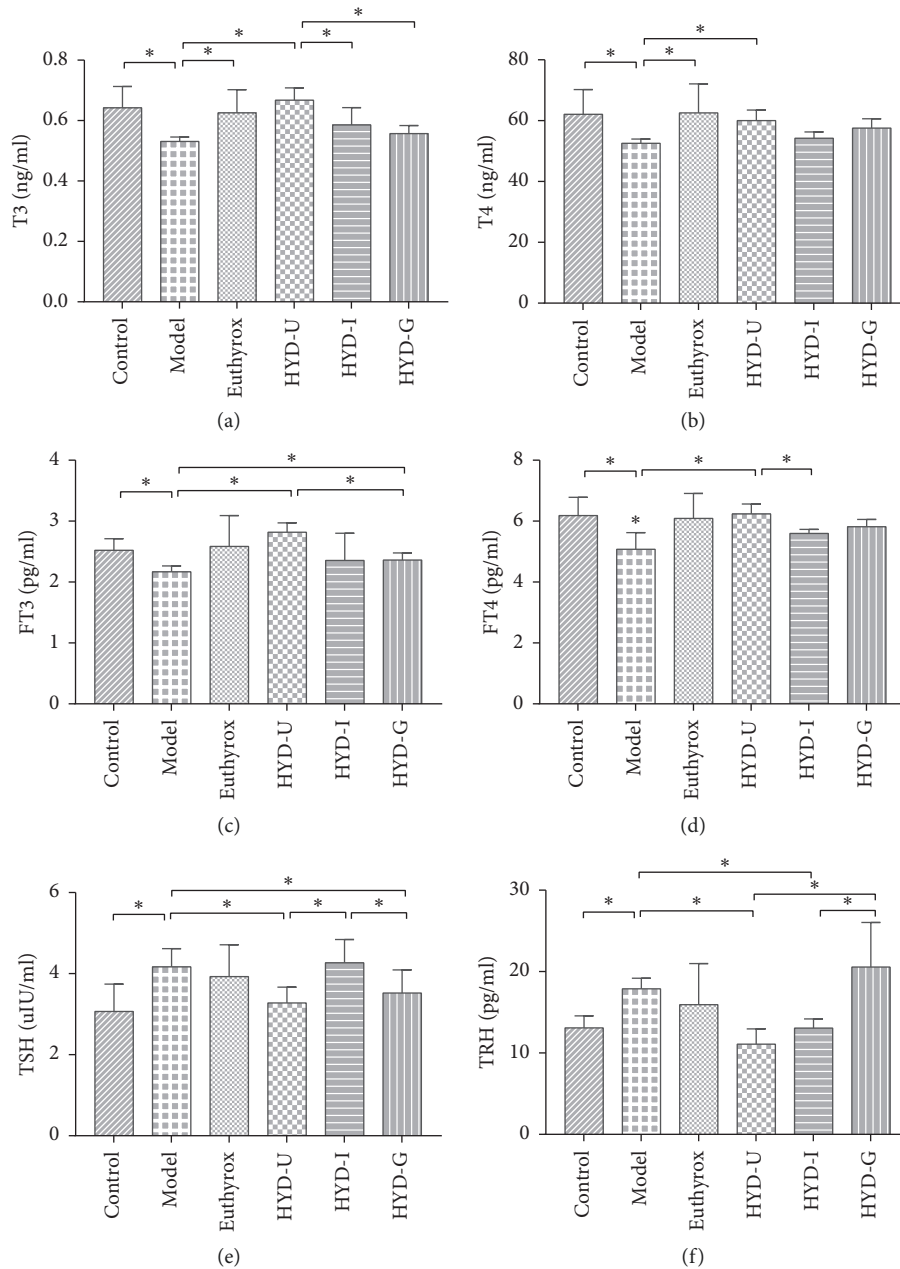 * * * * *
0.8
0.6
0.4
0.2
0.0
T3 (ng/ml)
Control
Model
Euthyrox
HYD-U
HYD-I
HYD-G
(a)
* * *
80
60
40
20
0
T4 (ng/ml)
Control
Model
Euthyrox
HYD-U
HYD-I
HYD-G
(b)
* * * *
4
3
2
1
0
FT3 (pg/ml)
Control
Model
Euthyrox
HYD-U
HYD-I
HYD-G
(c)
* * *
*
8
6
4
2
0
FT4 (pg/ml)
Control
Model
Euthyrox
HYD-U
HYD-I
HYD-G
(d)
* * * * *
6
4
2
0
TSH (uIU/ml)
Control
Model
Euthyrox
HYD-U
HYD-I
HYD-G
(e)
* * * * *
30
20
10
0
TRH (pg/ml)
Control
Model
Euthyrox
HYD-U
HYD-I
HYD-G
(f)